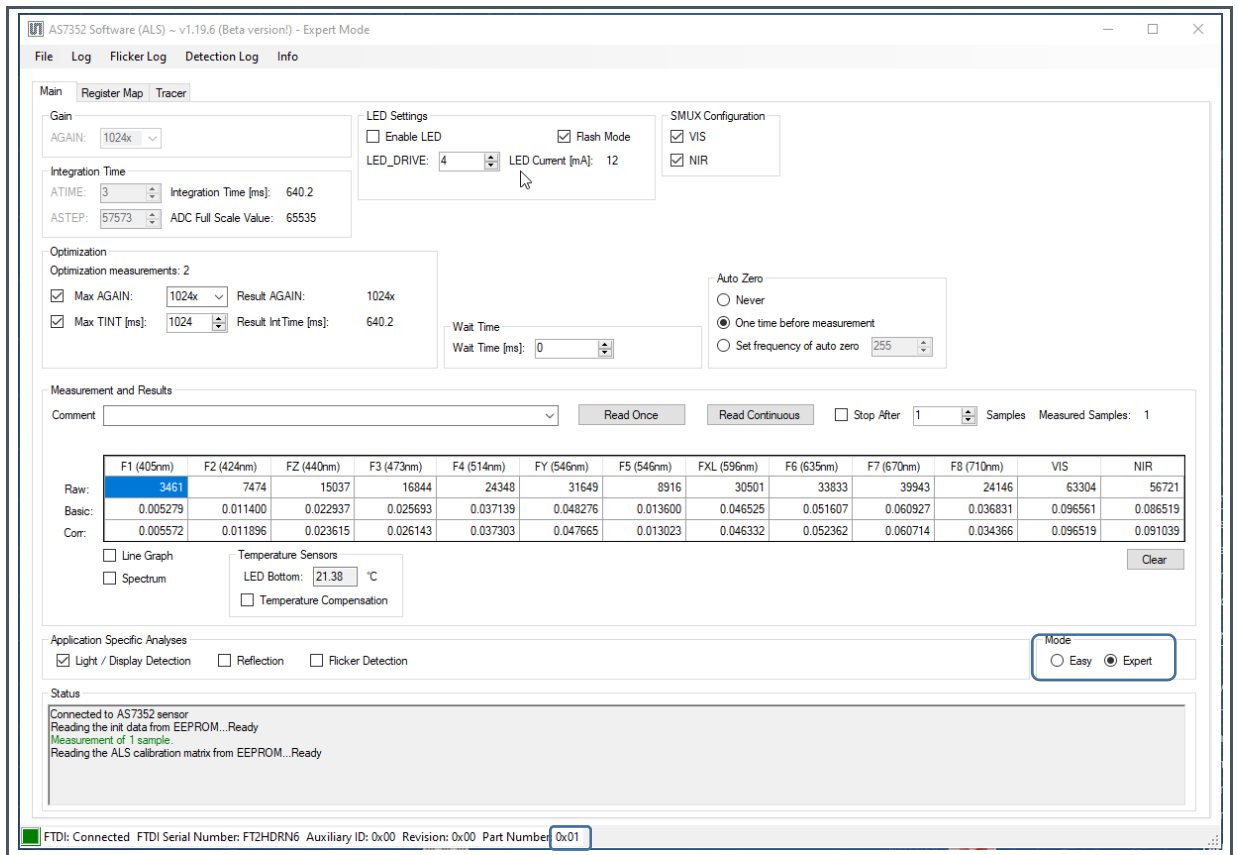 AS7352 Software (ALS) ~ v1.19.6 (Beta version!) - Expert Mode
File Log Flicker Log Detection Log Info
Main Register Map Tracer
Gain
AGAIN: 1024x
Integration Time
ATIME: 3 Integration Time [ms]: 640.2
ASTEP: 57573 ADC Full Scale Value: 65535
LED Settings
Enable LED Flash Mode
LED_DRIVE: 4 LED Current [mA]: 12
SMUX Configuration
VIS
NIR
Optimization
Optimization measurements: 2
Max AGAIN: 1024x Result AGAIN: 1024x
Max TINT [ms]: 1024 Result IntTime [ms]: 640.2
Wait Time
Wait Time [ms]: 0
Auto Zero
Never
One time before measurement
Set frequency of auto zero 255
Measurement and Results
Comment Read Once Read Continuous Stop After 1 Samples Measured Samples: 1
F1 (405nm) F2 (424nm) FZ (440nm) F3 (473nm) F4 (514nm) FY (546nm) F5 (546nm) FXL (596nm) F6 (635nm) F7 (670nm) F8 (710nm) VIS NIR
Raw: 3461 7474 15037 16844 24348 31649 8916 30501 33833 39943 24146 63304 56721
Basic: 0.005279 0.011400 0.022937 0.025693 0.037139 0.048276 0.013600 0.046525 0.051607 0.060927 0.036831 0.096561 0.086519
Corr: 0.005572 0.011896 0.023615 0.026143 0.037303 0.047665 0.013023 0.046332 0.052362 0.060714 0.034366 0.096519 0.091039
Line Graph
Spectrum
Temperature Sensors
LED Bottom: 21.38 °C
Temperature Compensation
Clear
Application Specific Analyses
Light / Display Detection Reflection Flicker Detection
Mode
Easy Expert
Status
Connected to AS7352 sensor
Reading the init data from EEPROM...Ready
Measurement of 1 sample.
Reading the ALS calibration matrix from EEPROM...Ready
FTDI: Connected FTDI Serial Number: FT2HDRN6 Auxiliary ID: 0x00 Revision: 0x00 Part Number 0x01